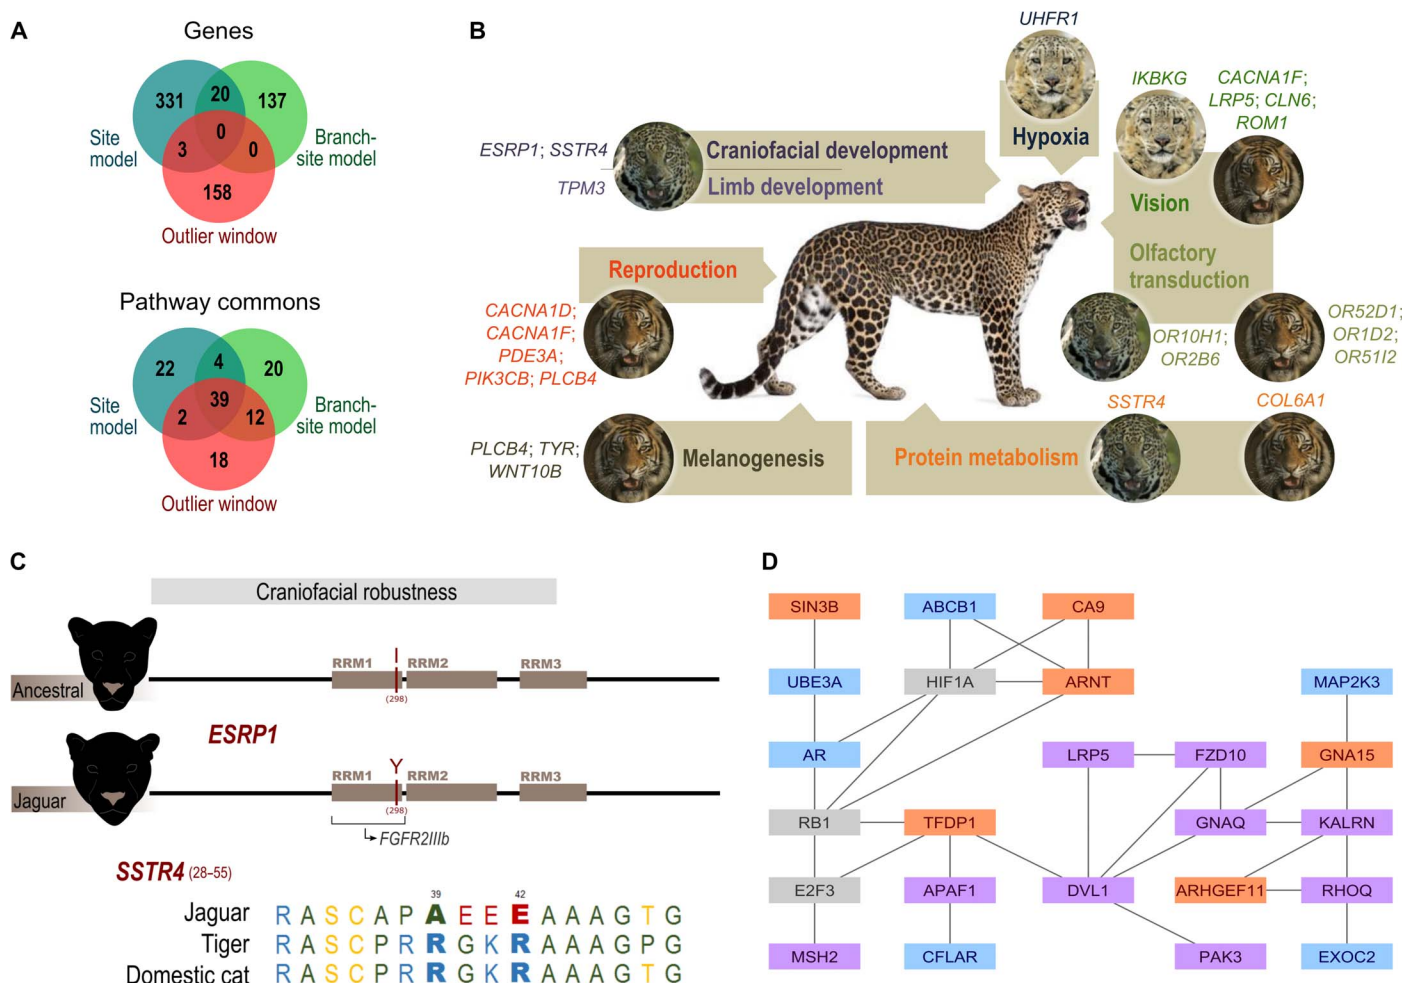 A
Genes
331
20
137
0
3
0
158
Site
model
Branch-
site model
Outlier window
Pathway commons
22
4
20
39
2
12
18
Site
model
Branch-
site model
Outlier window
B
UHFR1
Hypoxia
IKBKG
CACNA1F;
LRP5; CLN6;
ROM1
ESRP1; SSTR4
Craniofacial development
TPM3
Limb development
Vision
Olfactory
transduction
Reproduction
CACNA1D;
CACNA1F;
PDE3A;
PIK3CB; PLCB4
OR10H1;
OR2B6
OR52D1;
OR1D2;
OR51I2
PLCB4; TYR;
WNT10B
Melanogenesis
Protein metabolism
SSTR4
COL6A1
C
Craniofacial robustness
Ancestral
RRM1
I
RRM2
RRM3
(298)
ESRP1
Jaguar
RRM1
Y
RRM2
RRM3
(298)
FGFR2IIIb
SSTR4 (28–55)
39 42
Jaguar R A S C A P A E E E A A A G T G
Tiger R A S C P R R G K R A A A G P G
Domestic cat R A S C P R R G K R A A A G T G
D
SIN3B ABCB1 CA9
UBE3A HIF1A ARNT MAP2K3
AR LRP5 FZD10 GNA15
RB1 TFDP1 GNAQ KALRN
E2F3 APAF1 DVL1 ARHGEF11 RHOQ
MSH2 CFLAR PAK3 EXOC2